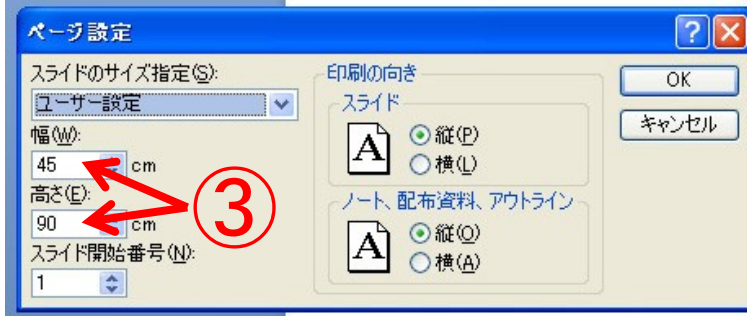 ページ設定
スライドのサイズ指定(S):
ユーザー設定
幅(W):
45 cm
高さ(E):
90 cm
スライド開始番号(N):
1
③
印刷の向き
スライド
A
縦(P)
横(L)
ノート、配布資料、アウトライン
A
縦(O)
横(A)
OK
キャンセル